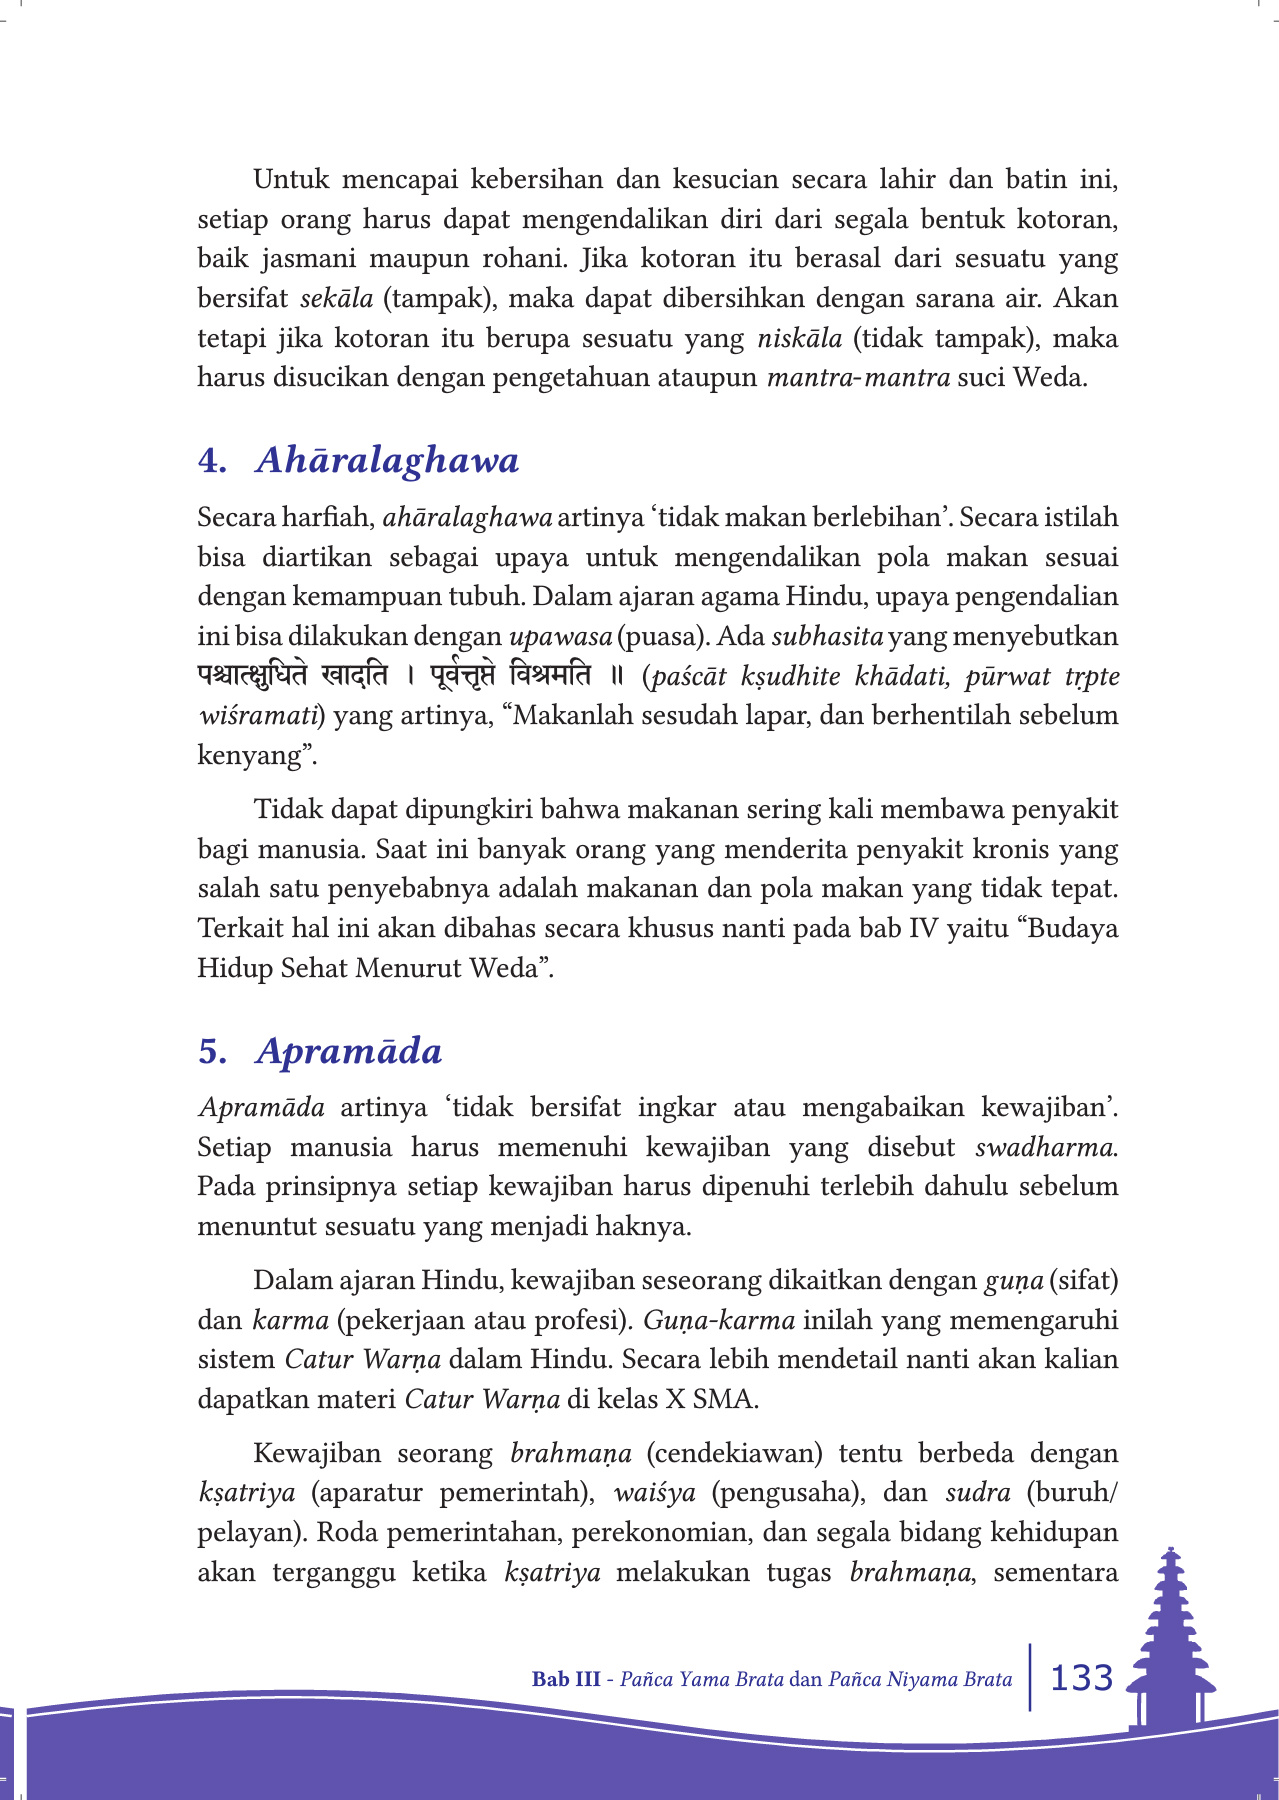 Untuk mencapai kebersihan dan kesucian secara lahir dan batin ini,
setiap orang harus dapat mengendalikan diri dari segala bentuk kotoran,
baik jasmani maupun rohani. Jika kotoran itu berasal dari sesuatu yang
bersifat sekāla (tampak), maka dapat dibersihkan dengan sarana air. Akan
tetapi jika kotoran itu berupa sesuatu yang niskāla (tidak tampak), maka
harus disucikan dengan pengetahuan ataupun mantra-mantra suci Weda.
4. Ahāralaghawa
Secara harfiah, ahāralaghawa artinya ‘tidak makan berlebihan’. Secara istilah
bisa diartikan sebagai upaya untuk mengendalikan pola makan sesuai
dengan kemampuan tubuh. Dalam ajaran agama Hindu, upaya pengendalian
ini bisa dilakukan dengan upawasa (puasa). Ada subhasita yang menyebutkan
पश्चात्क्षुधिते खादति । पूर्वत्तृप्ते विश्रमति ॥ (paścāt kṣudhite khādati, pūrwat tṛpte
wiśramati) yang artinya, “Makanlah sesudah lapar, dan berhentilah sebelum
kenyang”.
Tidak dapat dipungkiri bahwa makanan sering kali membawa penyakit
bagi manusia. Saat ini banyak orang yang menderita penyakit kronis yang
salah satu penyebabnya adalah makanan dan pola makan yang tidak tepat.
Terkait hal ini akan dibahas secara khusus nanti pada bab IV yaitu “Budaya
Hidup Sehat Menurut Weda”.
5. Apramāda
Apramāda artinya ‘tidak bersifat ingkar atau mengabaikan kewajiban’.
Setiap manusia harus memenuhi kewajiban yang disebut swadharma.
Pada prinsipnya setiap kewajiban harus dipenuhi terlebih dahulu sebelum
menuntut sesuatu yang menjadi haknya.
Dalam ajaran Hindu, kewajiban seseorang dikaitkan dengan guṇa (sifat)
dan karma (pekerjaan atau profesi). Guṇa-karma inilah yang memengaruhi
sistem Catur Warṇa dalam Hindu. Secara lebih mendetail nanti akan kalian
dapatkan materi Catur Warṇa di kelas X SMA.
Kewajiban seorang brahmaṇa (cendekiawan) tentu berbeda dengan
kṣatriya (aparatur pemerintah), waiśya (pengusaha), dan sudra (buruh/
pelayan). Roda pemerintahan, perekonomian, dan segala bidang kehidupan
akan terganggu ketika kṣatriya melakukan tugas brahmaṇa, sementara
Bab III - Pañca Yama Brata dan Pañca Niyama Brata 133